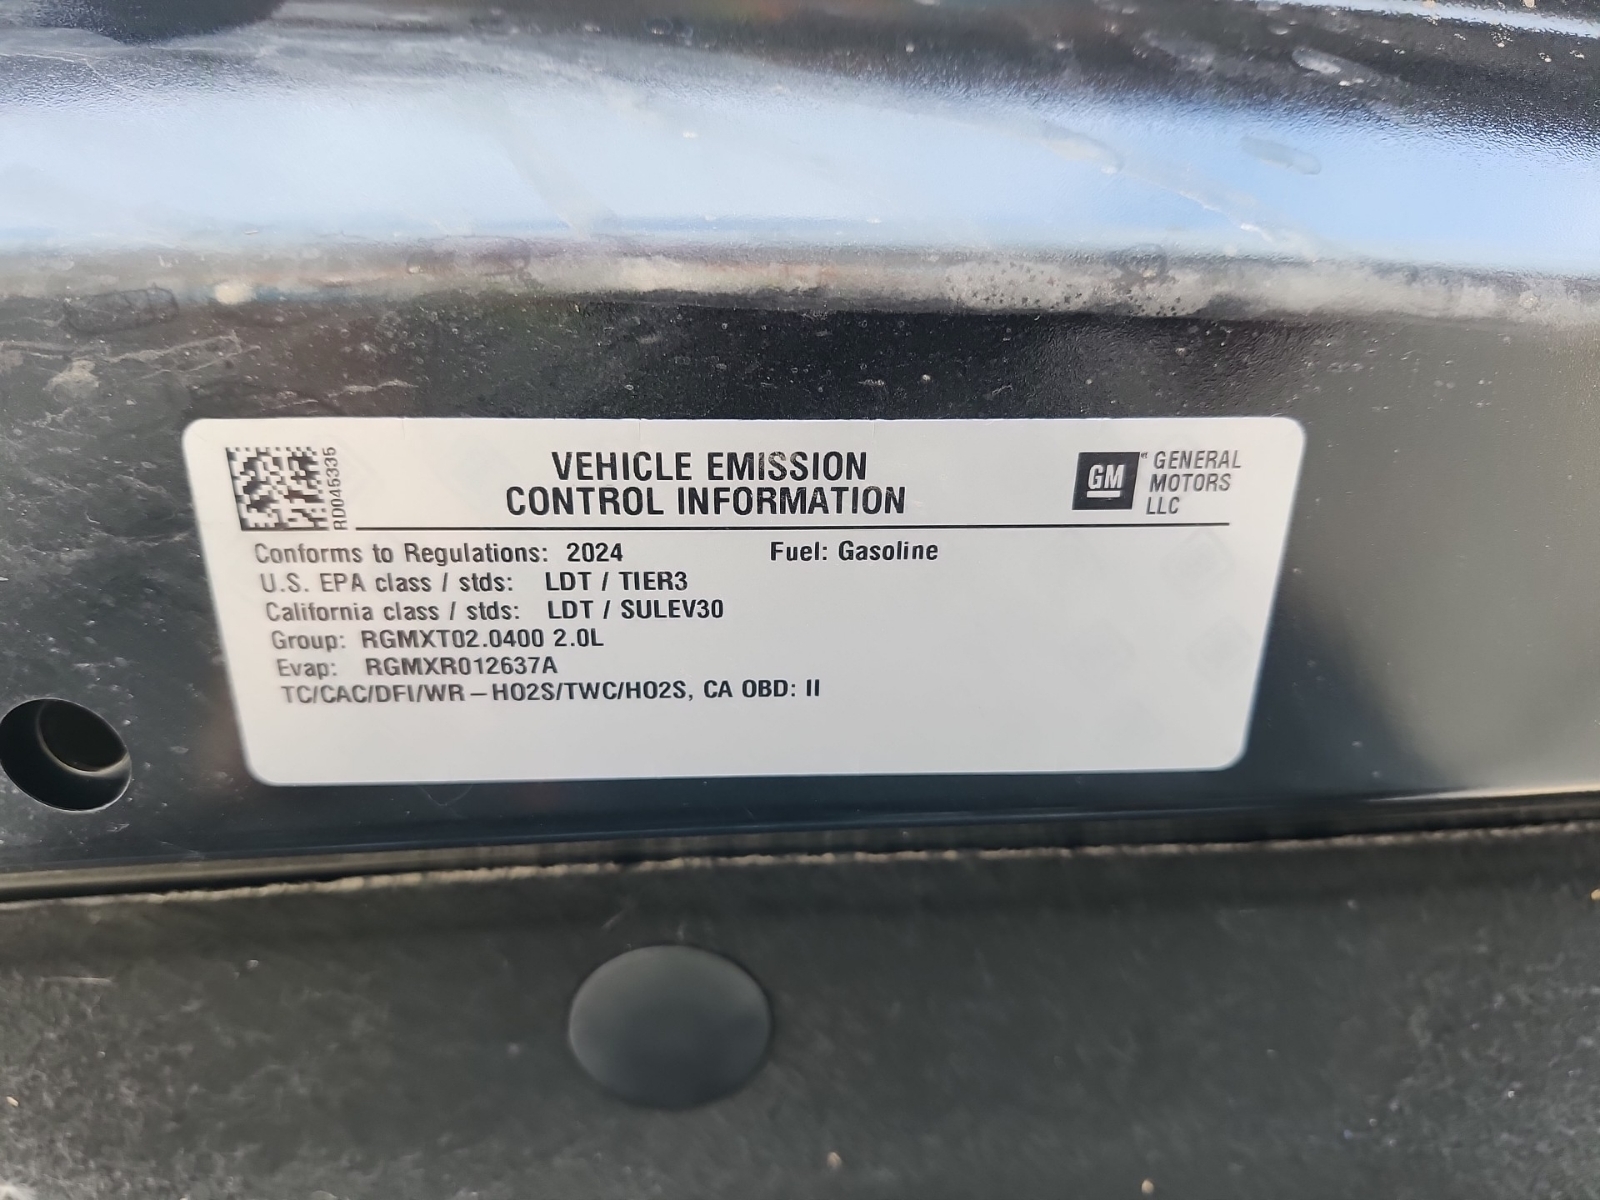 RD045335
VEHICLE EMISSION
CONTROL INFORMATION
GM
GENERAL
MOTORS
LLC
Conforms to Regulations: 2024 Fuel: Gasoline
U.S. EPA class / stds: LDT / TIER3
California class / stds: LDT / SULEV30
Group: RGMXT02.0400 2.0L
Evap: RGMXR012637A
TC/CAC/DFI/WR – HO2S/TWC/HO2S, CA OBD: II